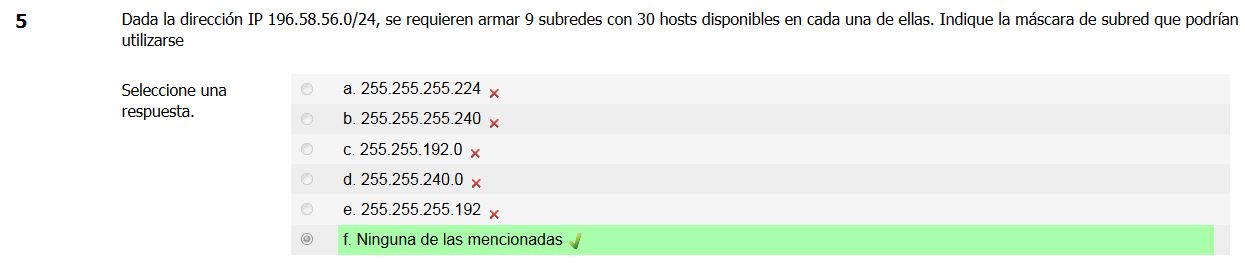 5
Dada la dirección IP 196.58.56.0/24, se requieren armar 9 subredes con 30 hosts disponibles en cada una de ellas. Indique la máscara de subred que podrían
utilizarse
Seleccione una
respuesta.
a. 255.255.255.224
b. 255.255.255.240
c. 255.255.192.0
d. 255.255.240.0
e. 255.255.255.192
f. Ninguna de las mencionadas